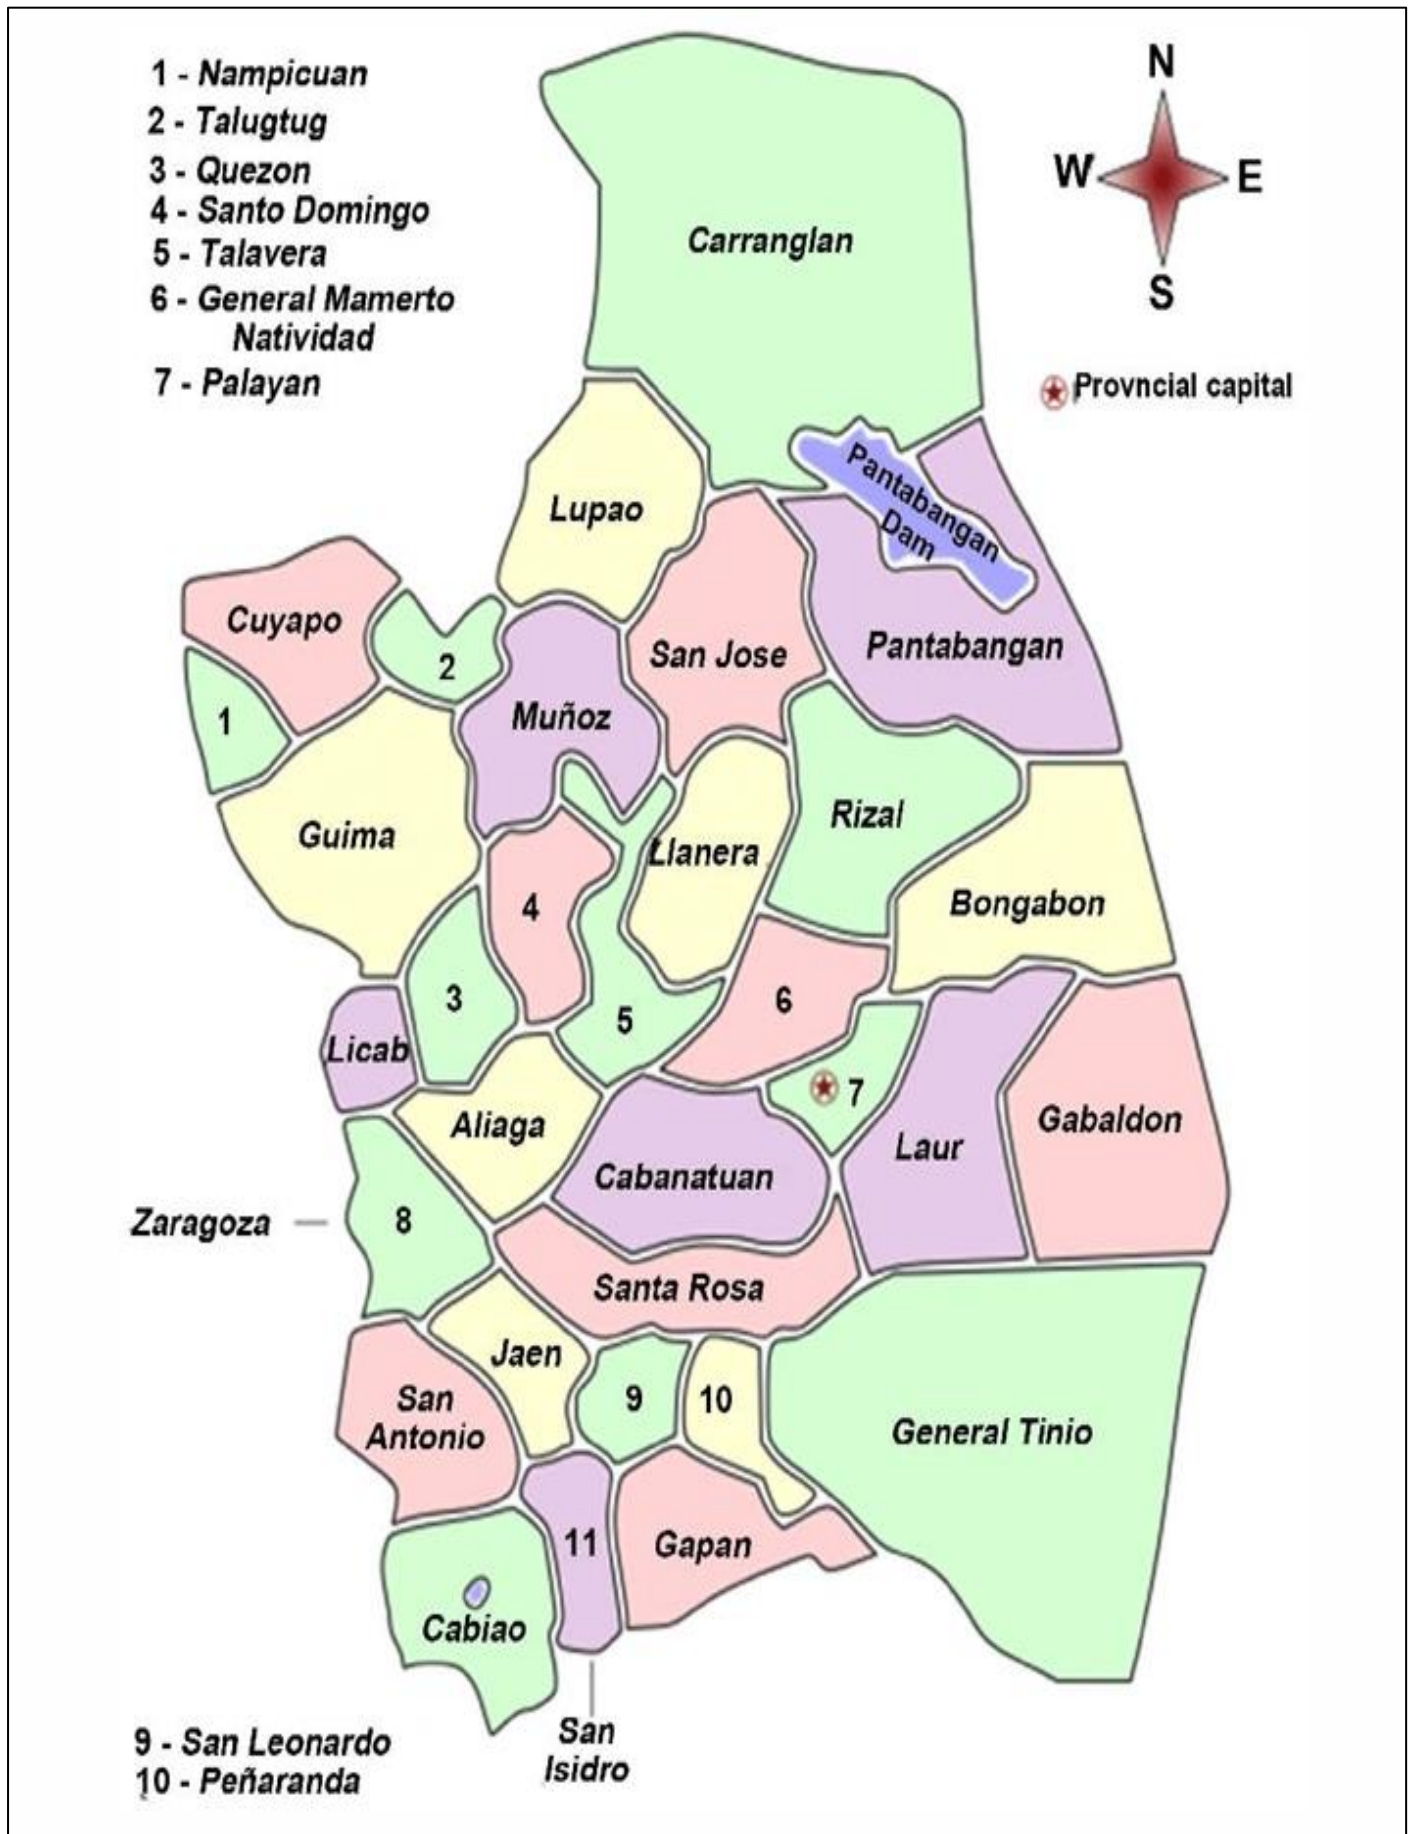 1 - Nampicuan
2 - Talugtug
3 - Quezon
4 - Santo Domingo
5 - Talavera
6 - General Mamerto
Natividad
7 - Palayan
N
W
E
S
Provncial capital
Carranglan
Pantabangan
Dam
Lupao
Cuyapo
2
San Jose
Pantabangan
1
Muñoz
Guima
Llanera
Rizal
4
Bongabon
3
5
6
Licab
7
Aliaga
Laur
Gabaldon
Cabanatuan
Zaragoza
8
Santa Rosa
Jaen
San
Antonio
9
10
General Tinio
11
Gapan
Cabiao
San
Isidro
9 - San Leonardo
10 - Peñaranda